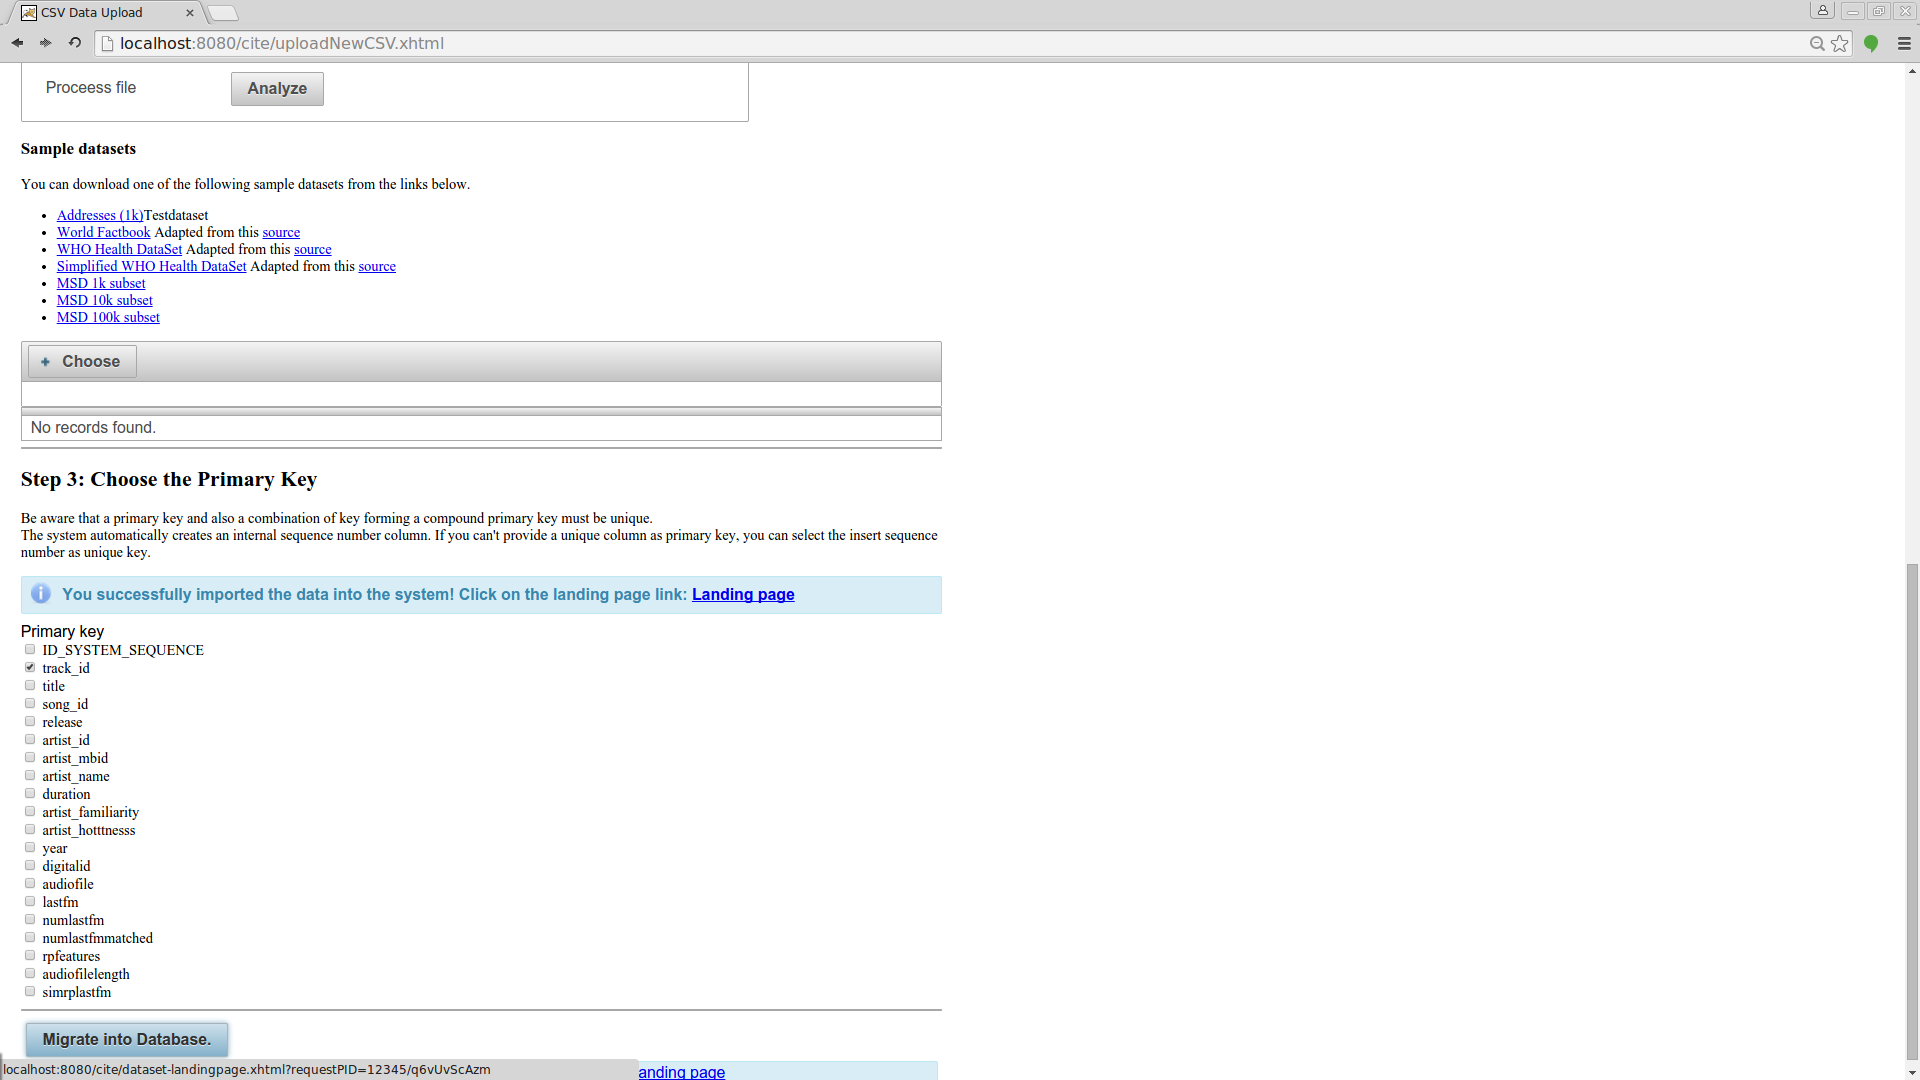 CSV Data Upload
localhost:8080/cite/uploadNewCSV.xhtml
Proceess file Analyze
Sample datasets
You can download one of the following sample datasets from the links below.
Addresses (1k)Testdataset
World Factbook Adapted from this source
WHO Health DataSet Adapted from this source
Simplified WHO Health DataSet Adapted from this source
MSD 1k subset
MSD 10k subset
MSD 100k subset
Choose
No records found.
Step 3: Choose the Primary Key
Be aware that a primary key and also a combination of key forming a compound primary key must be unique.
The system automatically creates an internal sequence number column. If you can't provide a unique column as primary key, you can select the insert sequence
number as unique key.
You successfully imported the data into the system! Click on the landing page link: Landing page
Primary key
ID_SYSTEM_SEQUENCE
track_id
title
song_id
release
artist_id
artist_mbid
artist_name
duration
artist_familiarity
artist_hotttnesss
year
digitalid
audiofile
lastfm
numlastfm
numlastfmmatched
rpfeatures
audiofilelength
simrplastfm
Migrate into Database.
localhost:8080/cite/dataset-landingpage.xhtml?requestPID=12345/q6vUvScAzm
anding page